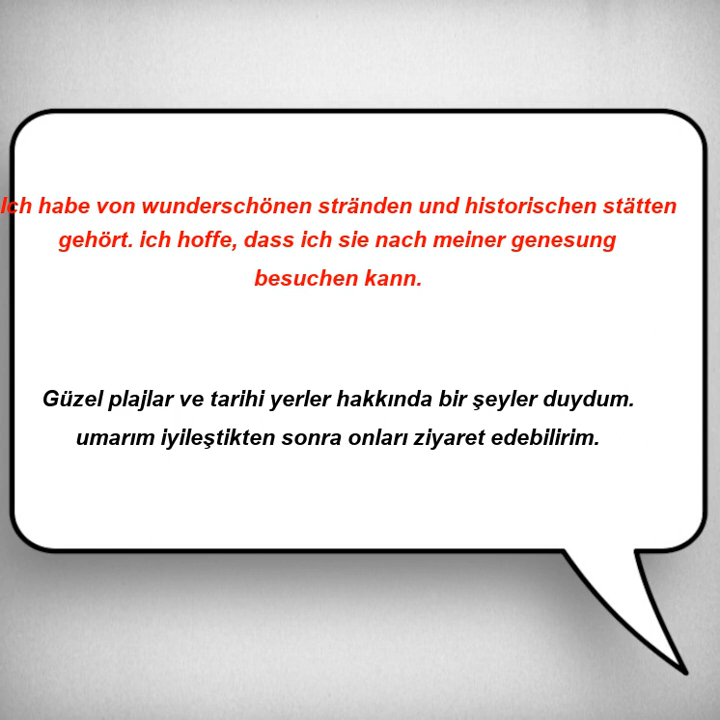 Ich habe von wunderschönen stränden und historischen stätten
gehört. ich hoffe, dass ich sie nach meiner genesung
besuchen kann.
Güzel plajlar ve tarihi yerler hakkında bir şeyler duydum.
umarım iyileştikten sonra onları ziyaret edebilirim.